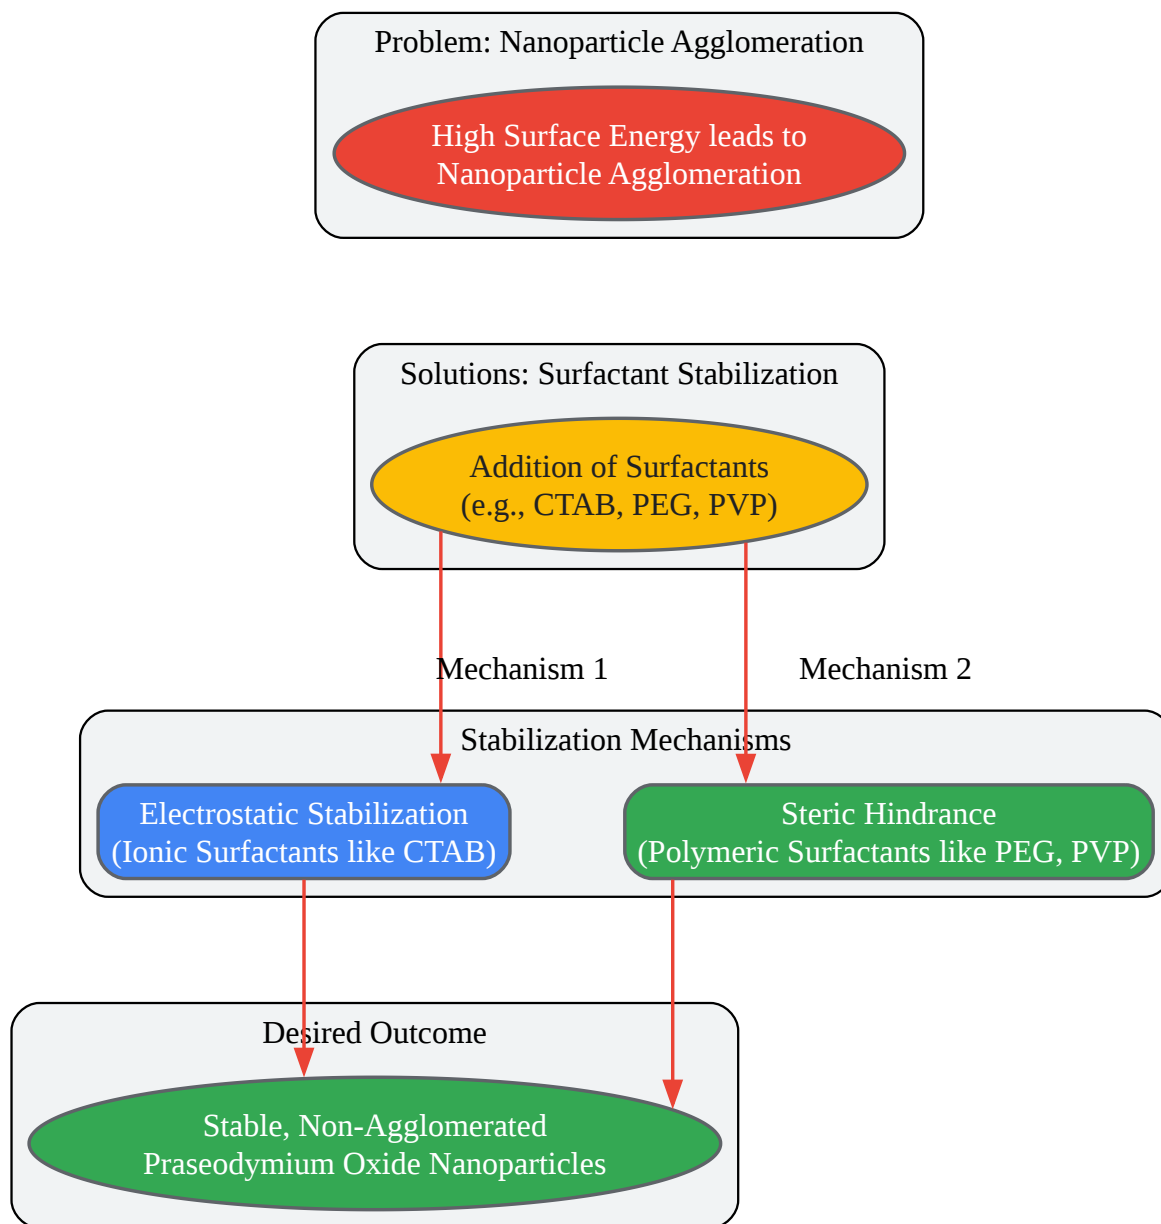 Problem: Nanoparticle Agglomeration
High Surface Energy leads to
Nanoparticle Agglomeration
Solutions: Surfactant Stabilization
Addition of Surfactants
(e.g., CTAB, PEG, PVP)
Mechanism 1
Mechanism 2
Stabilization Mechanisms
Electrostatic Stabilization
(Ionic Surfactants like CTAB)
Steric Hindrance
(Polymeric Surfactants like PEG, PVP)
Desired Outcome
Stable, Non-Agglomerated
Praseodymium Oxide Nanoparticles